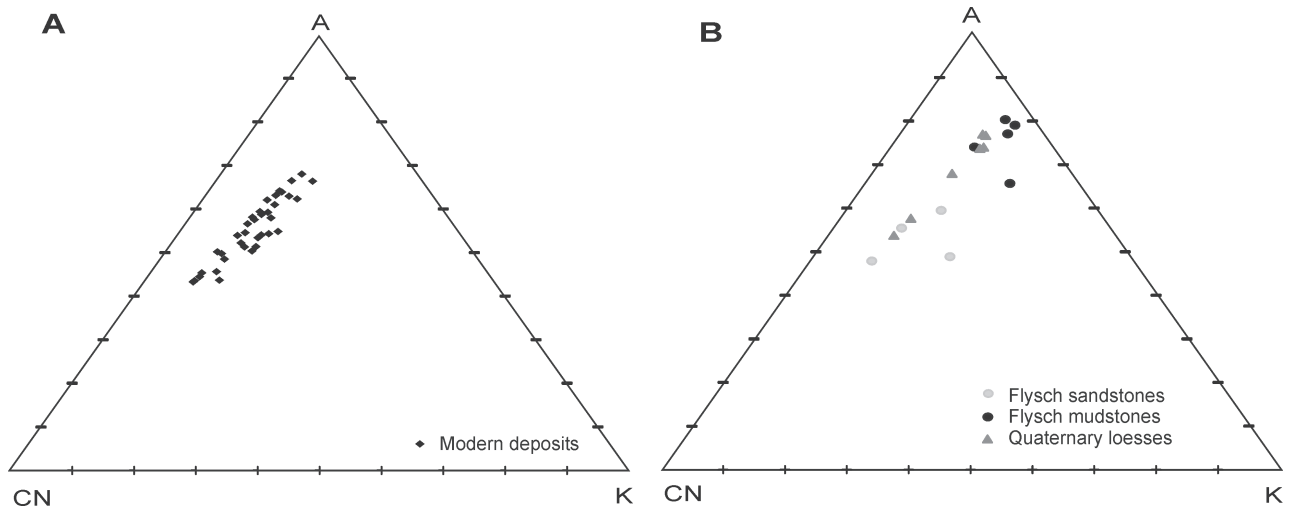 A
A
CN
K
Modern deposits
B
A
CN
K
Flysch sandstones
Flysch mudstones
Quaternary loesses